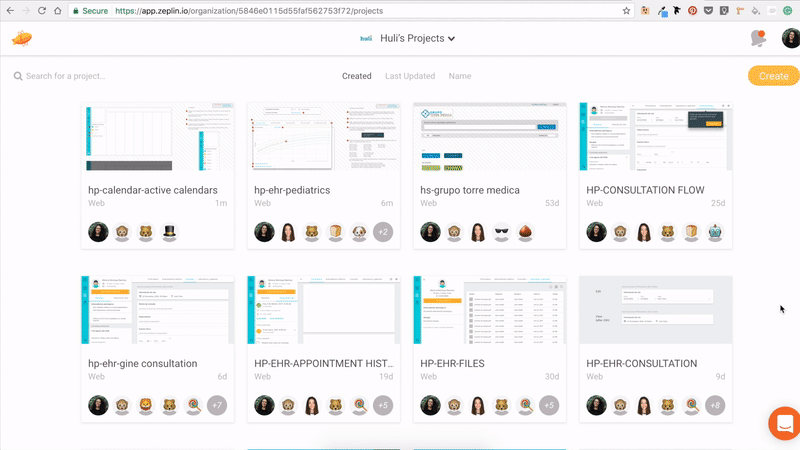 Secure
https://app.zeplin.io/organization/5846e0115d55faf562753f72/projects
huli Huli's Projects
Search for a project...
Created Last Updated Name
Create
hp-calendar-active calendars
Web 1m
hp-ehr-pediatrics
Web 6m
+2
hs-grupo torre medica
Web 53d
HP-CONSULTATION FLOW
Web 25d
hp-ehr-gine consultation
Web 6d
+7
HP-EHR-APPOINTMENT HIST...
Web 19d
+5
HP-EHR-FILES
Web 30d
+5
HP-EHR-CONSULTATION
Web 9d
+8